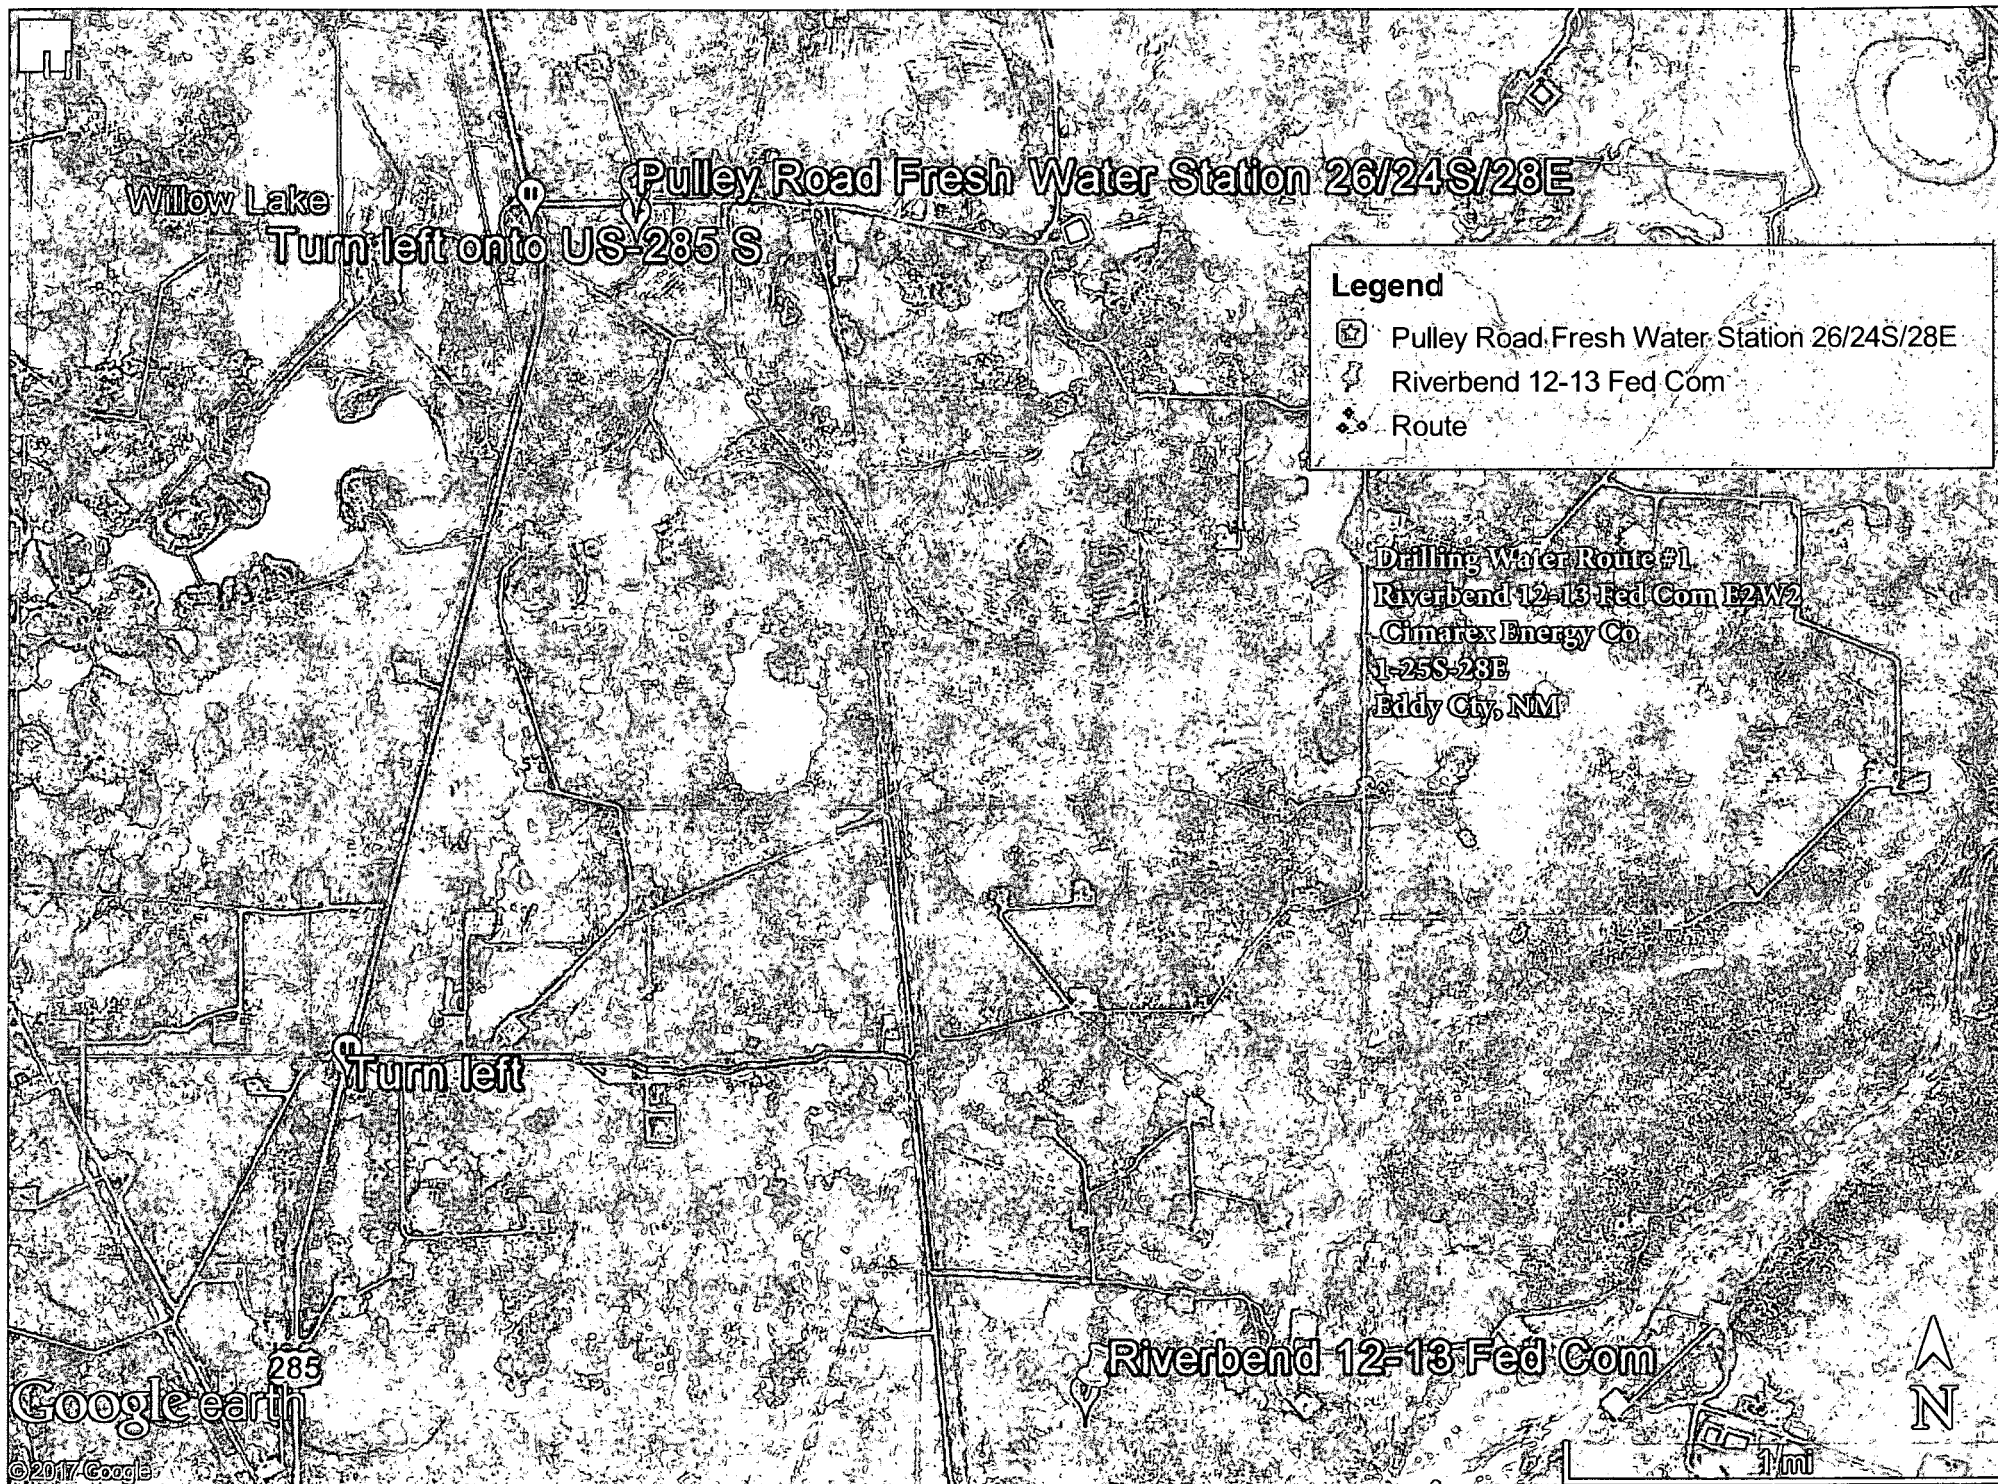 Pulley Road Fresh Water Station 26/24S/28E
Willow Lake
Turn left onto US-285 S
Legend
Pulley Road Fresh Water Station 26/24S/28E
Riverbend 12-13 Fed Com
Route
Drilling Water Route #1
Riverbend 12-13 Fed Com E2W2
Cimarex Energy Co
1-25S-28E
Eddy Cty, NM
Turn left
Riverbend 12-13 Fed Com
285
Google earth
N
1 mi
© 2017 Google